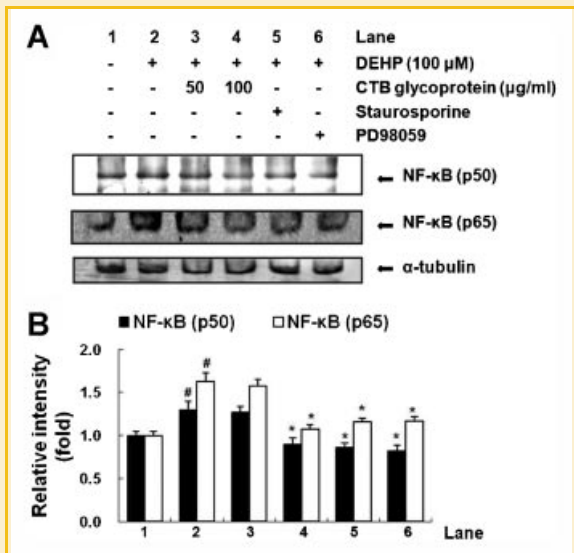 A
1 2 3 4 5 6 Lane
- + + + + + DEHP (100 µM)
- - 50 100 - - CTB glycoprotein (µg/ml)
- - - - + - Staurosporine
- - - - - + PD98059
NF-κB (p50)
NF-κB (p65)
α-tubulin
B
NF-κB (p50) NF-κB (p65)
Relative intensity
(fold)
2.0
1.5
1.0
0.5
0.0
# #
* * * * * *
1 2 3 4 5 6 Lane